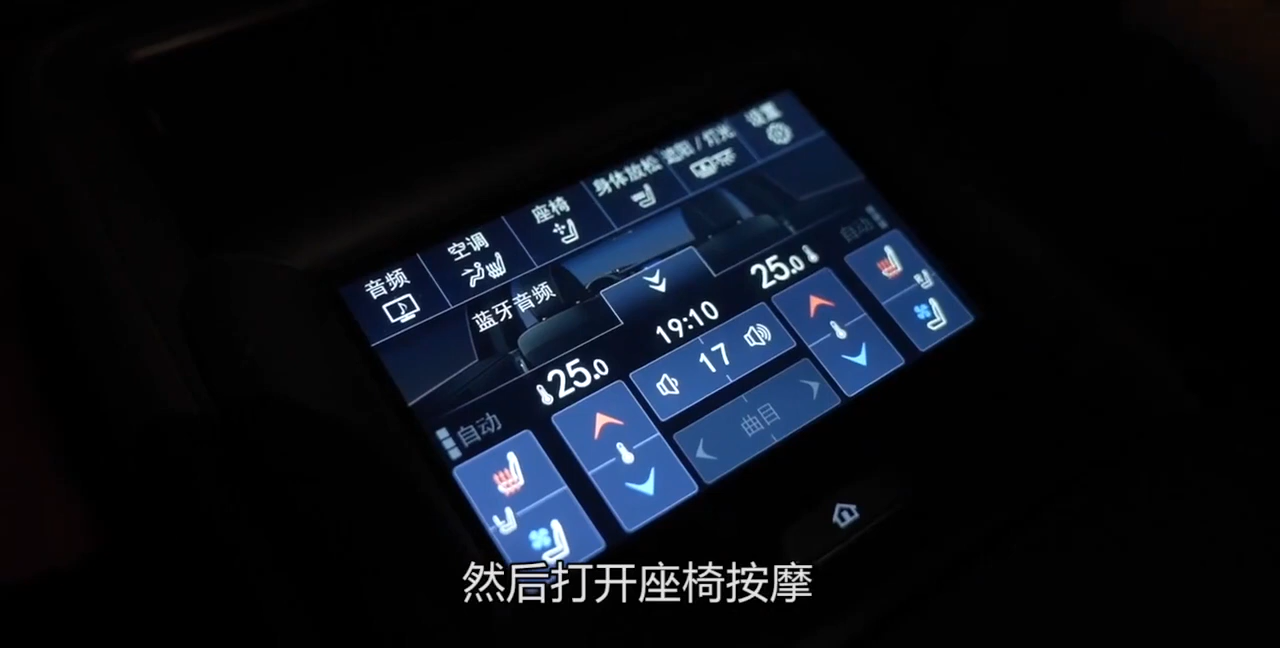 音频
空调
座椅
身体放松
遮阳/灯光
设置
蓝牙音频
25.0
19:10
25.0
自动
自动
17
曲目
然后打开座椅按摩